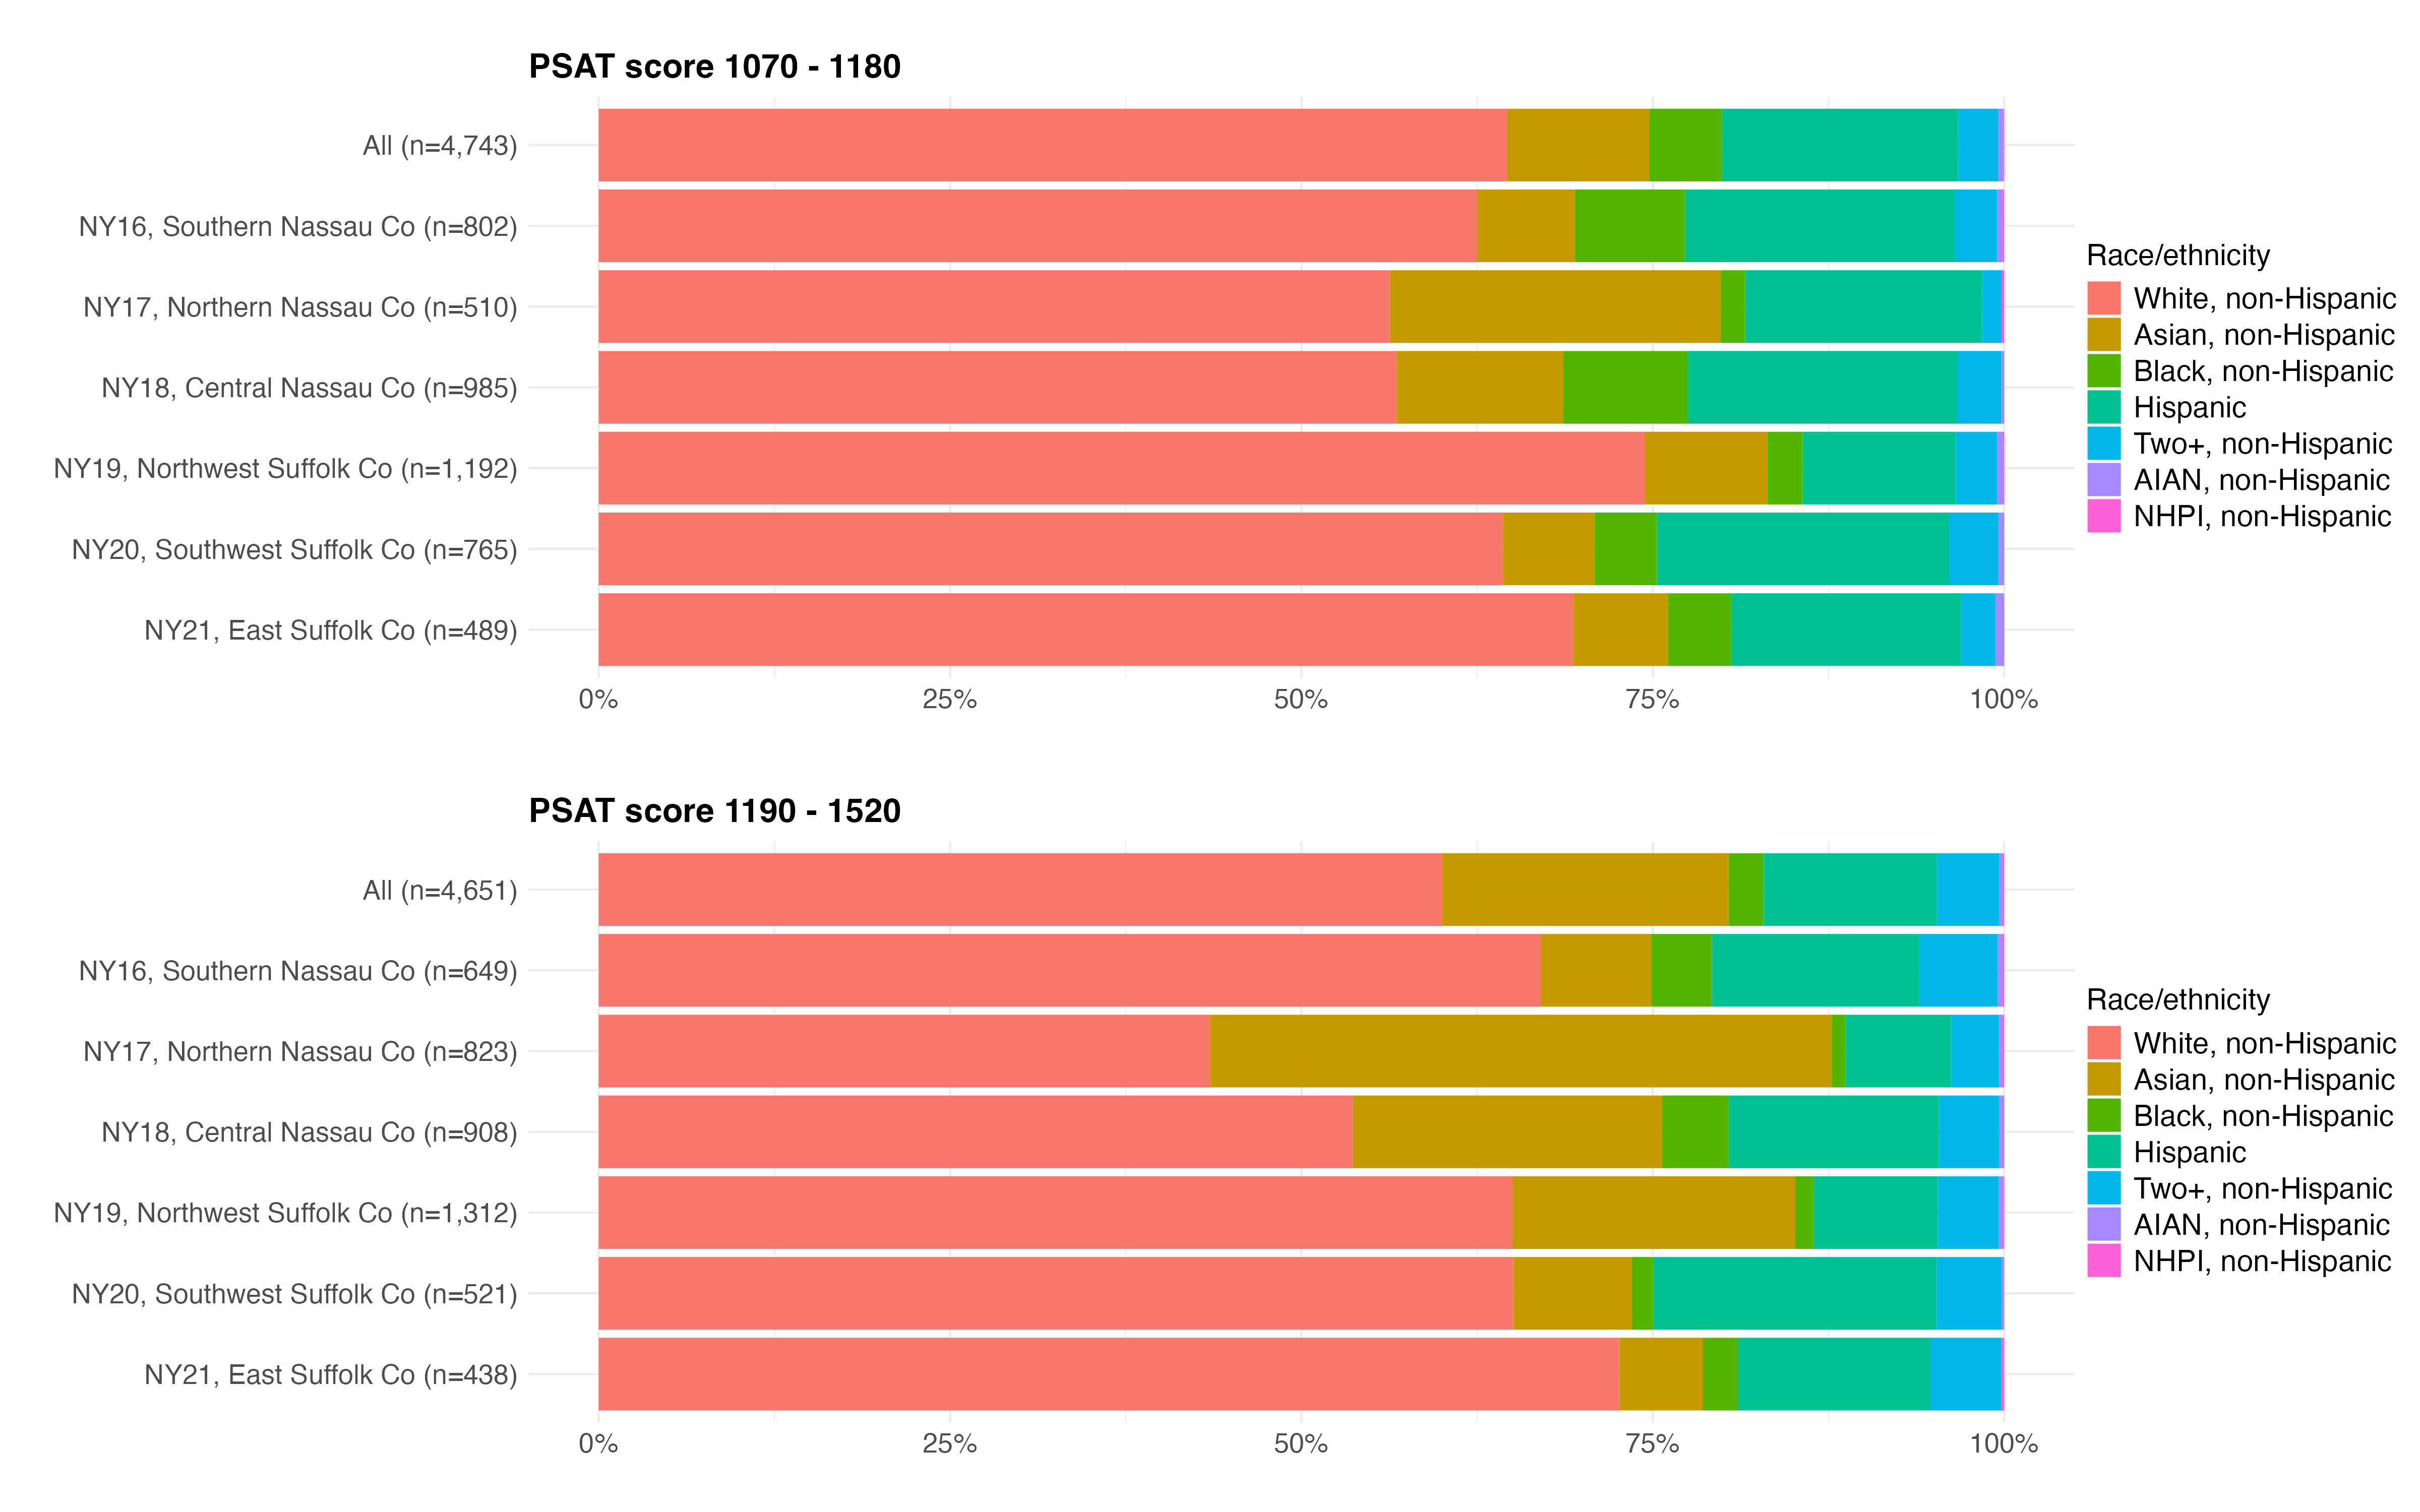 PSAT score 1070 - 1180
All (n=4,743)
NY16, Southern Nassau Co (n=802)
NY17, Northern Nassau Co (n=510)
NY18, Central Nassau Co (n=985)
NY19, Northwest Suffolk Co (n=1,192)
NY20, Southwest Suffolk Co (n=765)
NY21, East Suffolk Co (n=489)
0% 25% 50% 75% 100%
Race/ethnicity
White, non-Hispanic
Asian, non-Hispanic
Black, non-Hispanic
Hispanic
Two+, non-Hispanic
AIAN, non-Hispanic
NHPI, non-Hispanic
PSAT score 1190 - 1520
All (n=4,651)
NY16, Southern Nassau Co (n=649)
NY17, Northern Nassau Co (n=823)
NY18, Central Nassau Co (n=908)
NY19, Northwest Suffolk Co (n=1,312)
NY20, Southwest Suffolk Co (n=521)
NY21, East Suffolk Co (n=438)
0% 25% 50% 75% 100%
Race/ethnicity
White, non-Hispanic
Asian, non-Hispanic
Black, non-Hispanic
Hispanic
Two+, non-Hispanic
AIAN, non-Hispanic
NHPI, non-Hispanic